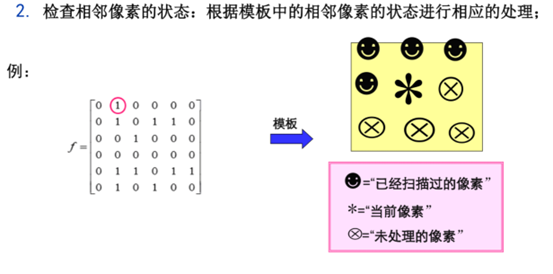 2. 检查相邻像素的状态：根据模板中的相邻像素的状态进行相应的处理；
例：
0 1 0 0 0 0
0 1 0 1 1 0
0 0 1 0 0 0
f= 0 0 0 0 0 0
0 1 1 0 1 1
0 1 0 1 0 0
模板
*
=“已经扫描过的像素”
*=“当前像素”
⊗=“未处理的像素”